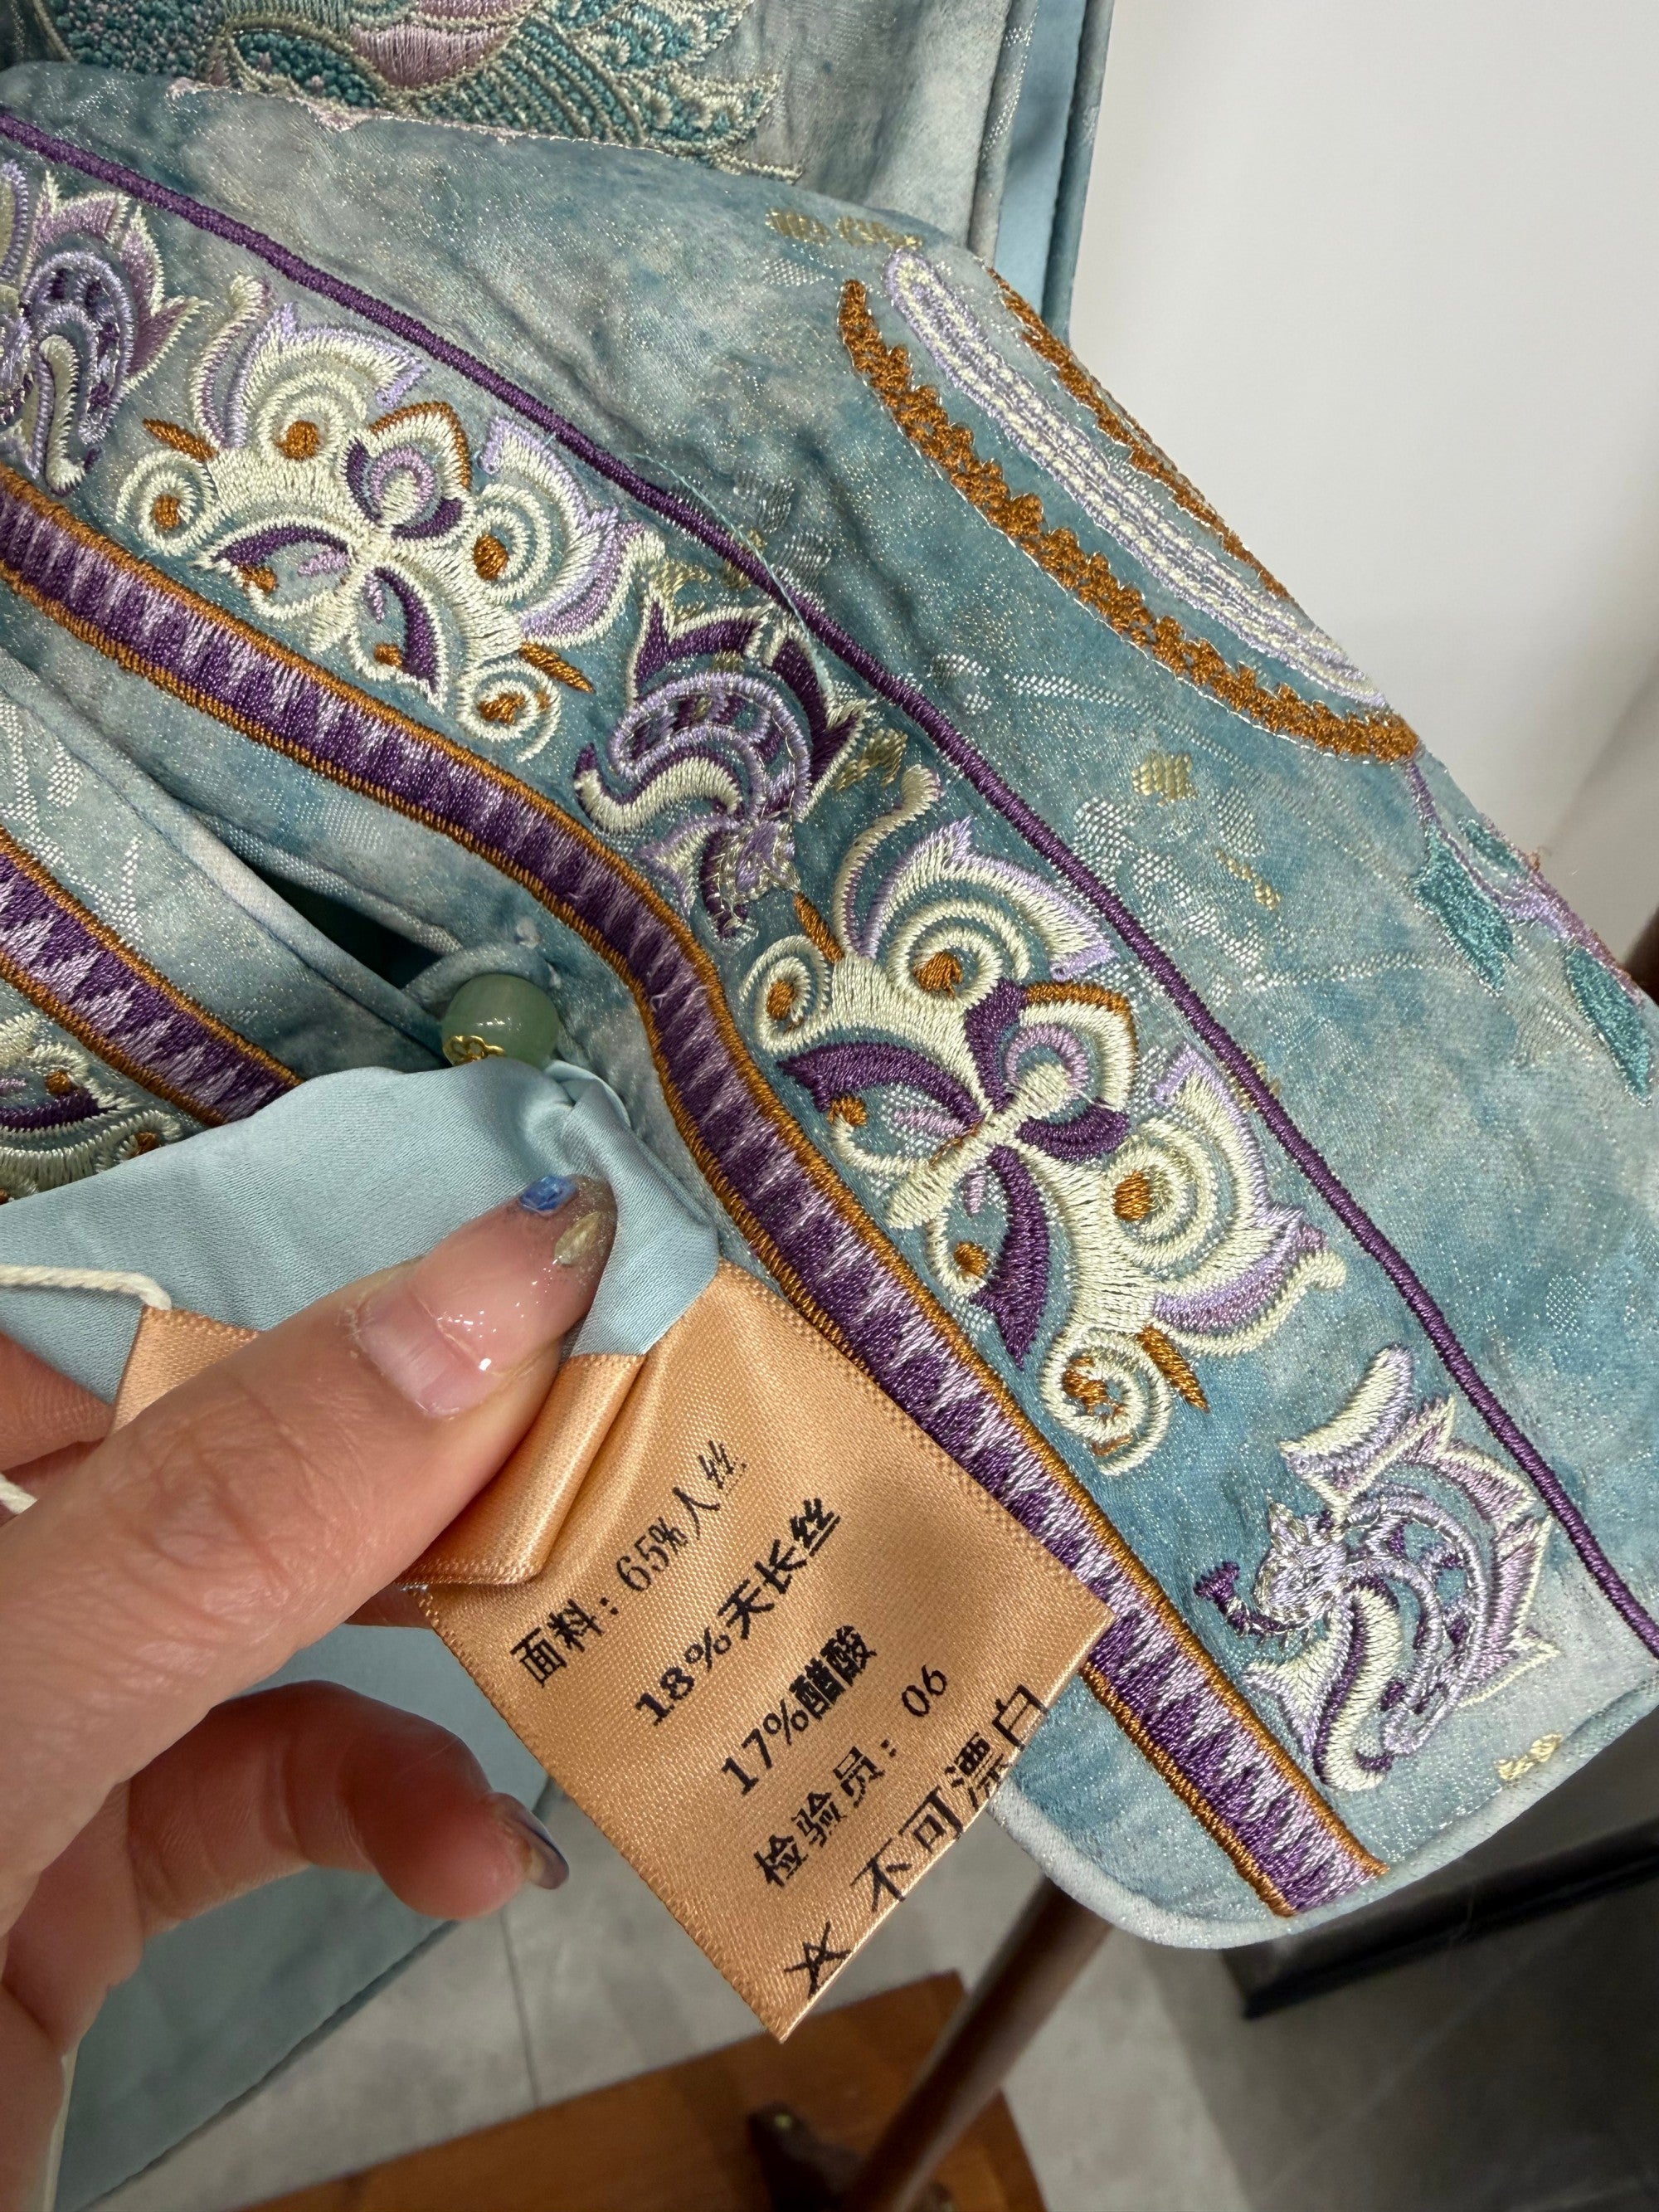 面料：65%人丝
18%天长丝
17%醋酸
检验员：06
不可漂白